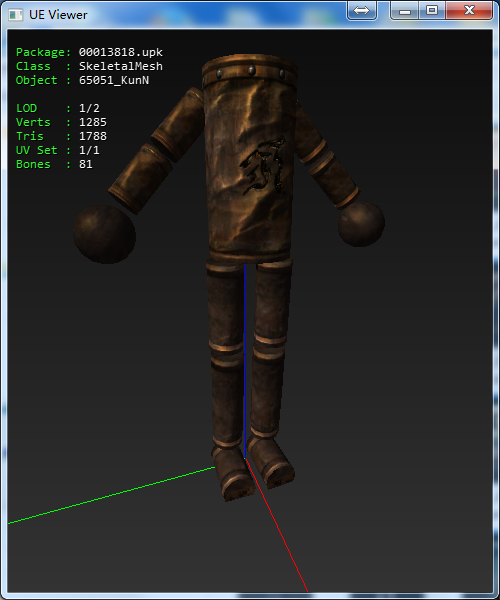 UE Viewer
Package: 00013818.upk
Class : SkeletalMesh
Object : 65051_KunN
LOD : 1/2
Verts : 1285
Tris : 1788
UV Set : 1/1
Bones : 81